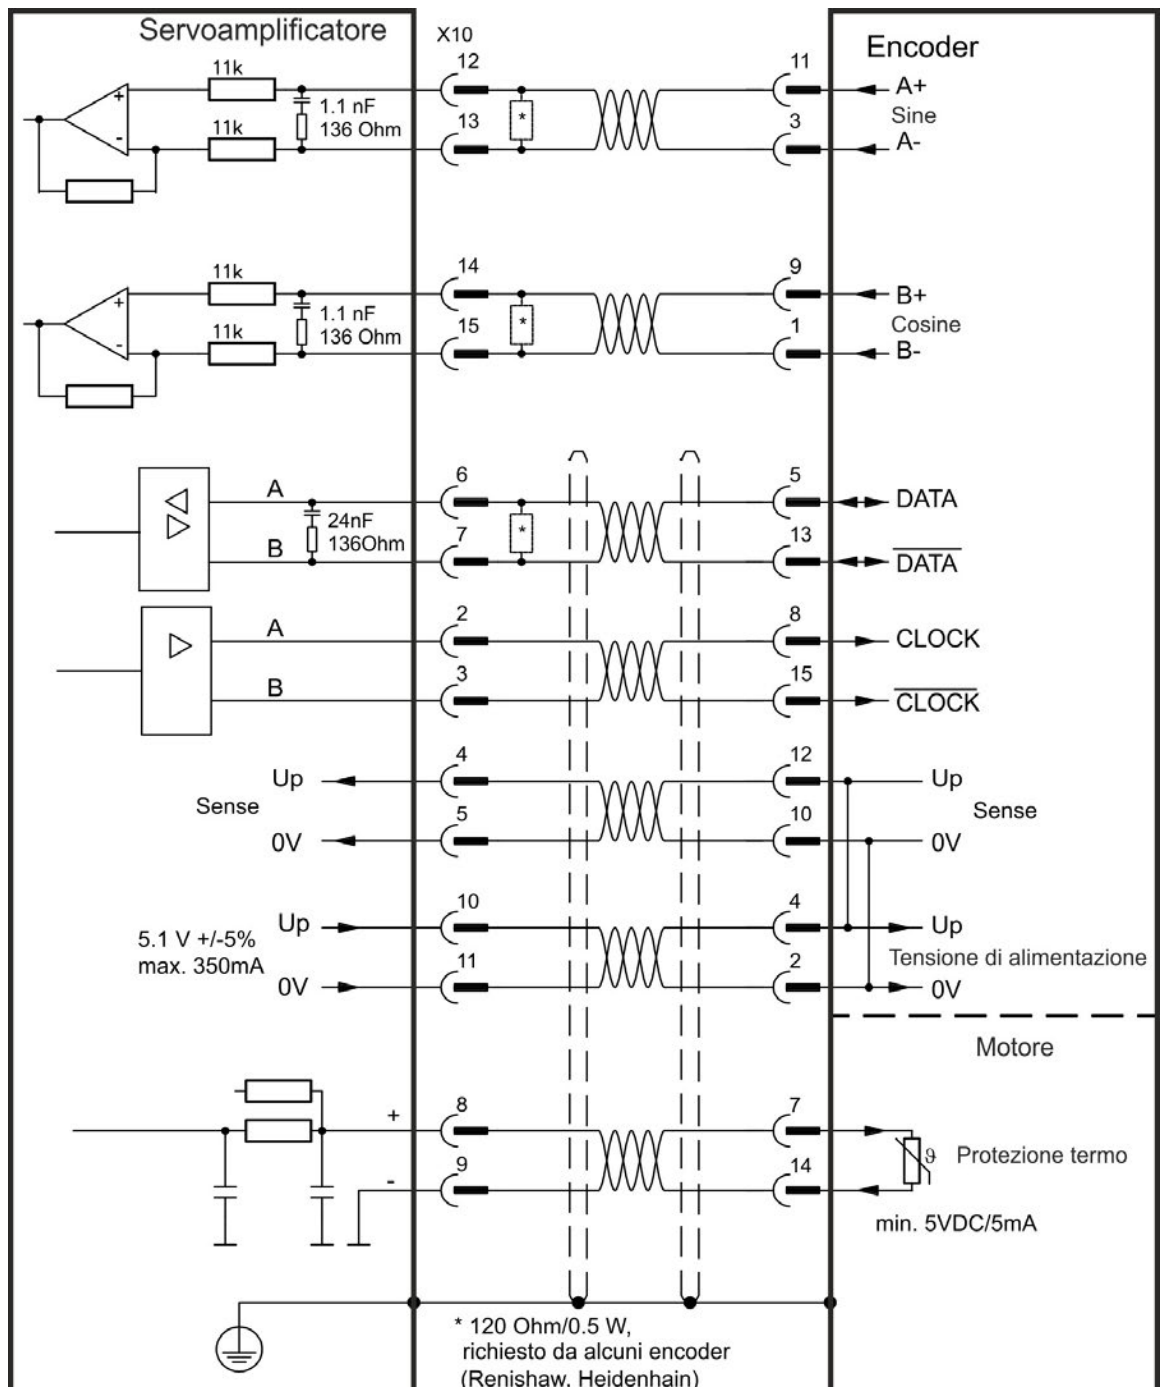 Servoamplificatore
X10
Encoder
11k
12
11
A+
1.1 nF
136 Ohm
*
Sine
11k
13
3
A-
11k
14
9
B+
1.1 nF
136 Ohm
*
Cosine
11k
15
1
B-
A
6
5
DATA
24nF
136Ohm
*
B
7
13
DATA
A
2
8
CLOCK
B
3
15
CLOCK
Up
4
12
Up
Sense
Sense
0V
5
10
0V
Up
10
4
Up
5.1 V +/-5%
max. 350mA
Tensione di alimentazione
0V
11
2
0V
Motore
+
8
7
ϑ
Protezione termo
-
9
14
min. 5VDC/5mA
* 120 Ohm/0.5 W,
richiesto da alcuni encoder
(Renishaw, Heidenhain)